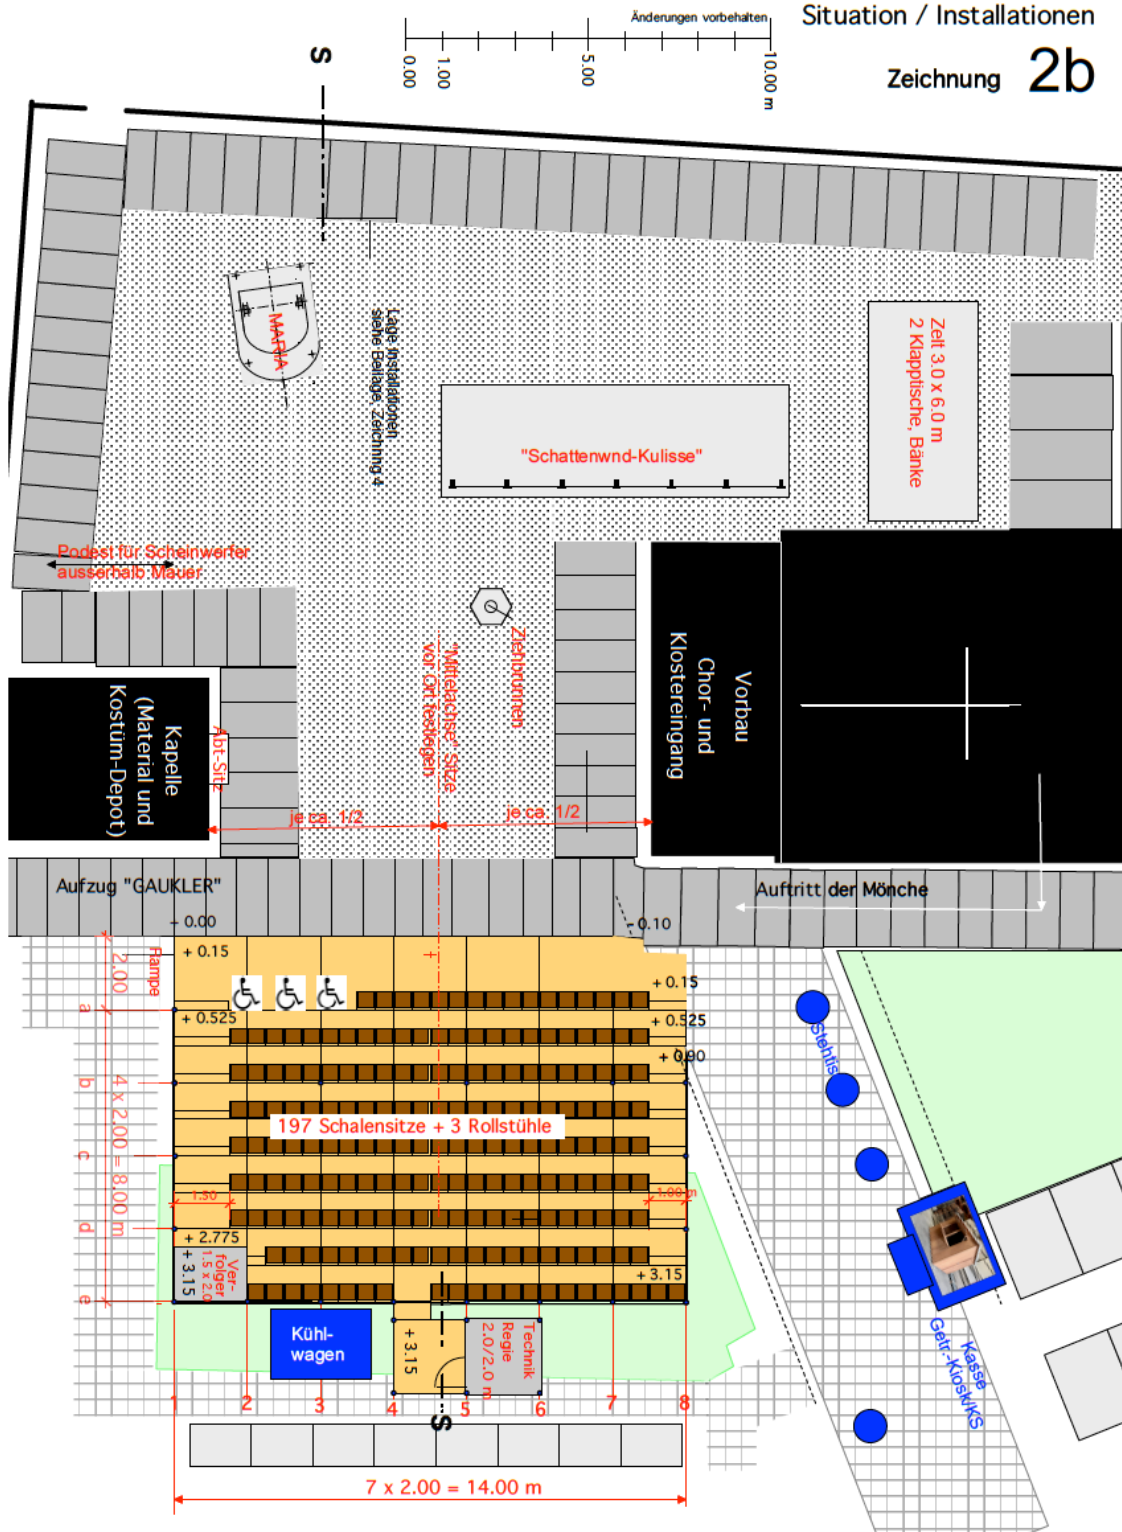 Änderungen vorbehalten
Situation / Installationen
Zeichnung 2b
0.00
1.00
5.00
10.00 m
S
MARIA
Lage Installationen
siehe Beilage, Zeichnng 4
Zelt 3.0 x 6.0 m
2 Klapptische, Bänke
"Schattenwnd-Kulisse"
Podest für Scheinwerfer
ausserhalb Mauer
Ziehbrunnen
"Mittelachse" Sitze
vor Ort festlegen
Vorbau
Chor- und
Klostereingang
Kapelle
(Material und
Kostüm-Depot)
Abt-Sitz
je ca. 1/2
je ca. 1/2
Aufzug "GAUKLER"
Auftritt der Mönche
+ 0.00
- 0.10
+ 0.15
Rampe
2.00
+ 0.15
a
+ 0.525
+ 0.525
+ 0.90
b
4 x 2.00 = 8.00 m
197 Schalensitze + 3 Rollstühle
c
1.50
1.00 m
d
+ 2.775
+ 3.15
Ver-
folger
1.5 x 2.0
+ 3.15
e
Kühl-
wagen
+ 3.15
Technik
Regie
2.0/2.0 m
1
2
3
4
5
6
7
8
S
7 x 2.00 = 14.00 m
Stehtis
Kasse
Getr.-Kiosk/KS